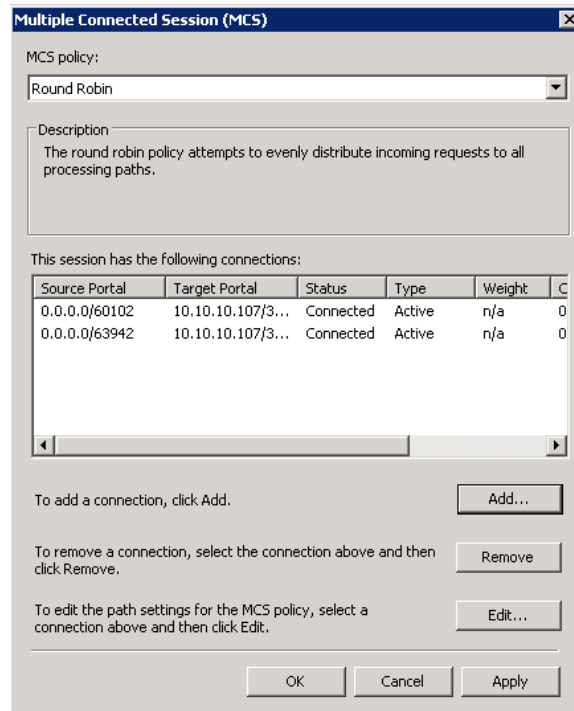 Multiple Connected Session (MCS)
MCS policy:
Round Robin
Description
The round robin policy attempts to evenly distribute incoming requests to all
processing paths.
This session has the following connections:
Source Portal Target Portal Status Type Weight C
0.0.0.0/60102 10.10.10.107/3... Connected Active n/a 0
0.0.0.0/63942 10.10.10.107/3... Connected Active n/a 0
To add a connection, click Add.
Add...
To remove a connection, select the connection above and then
click Remove.
Remove
To edit the path settings for the MCS policy, select a
connection above and then click Edit.
Edit...
OK Cancel Apply